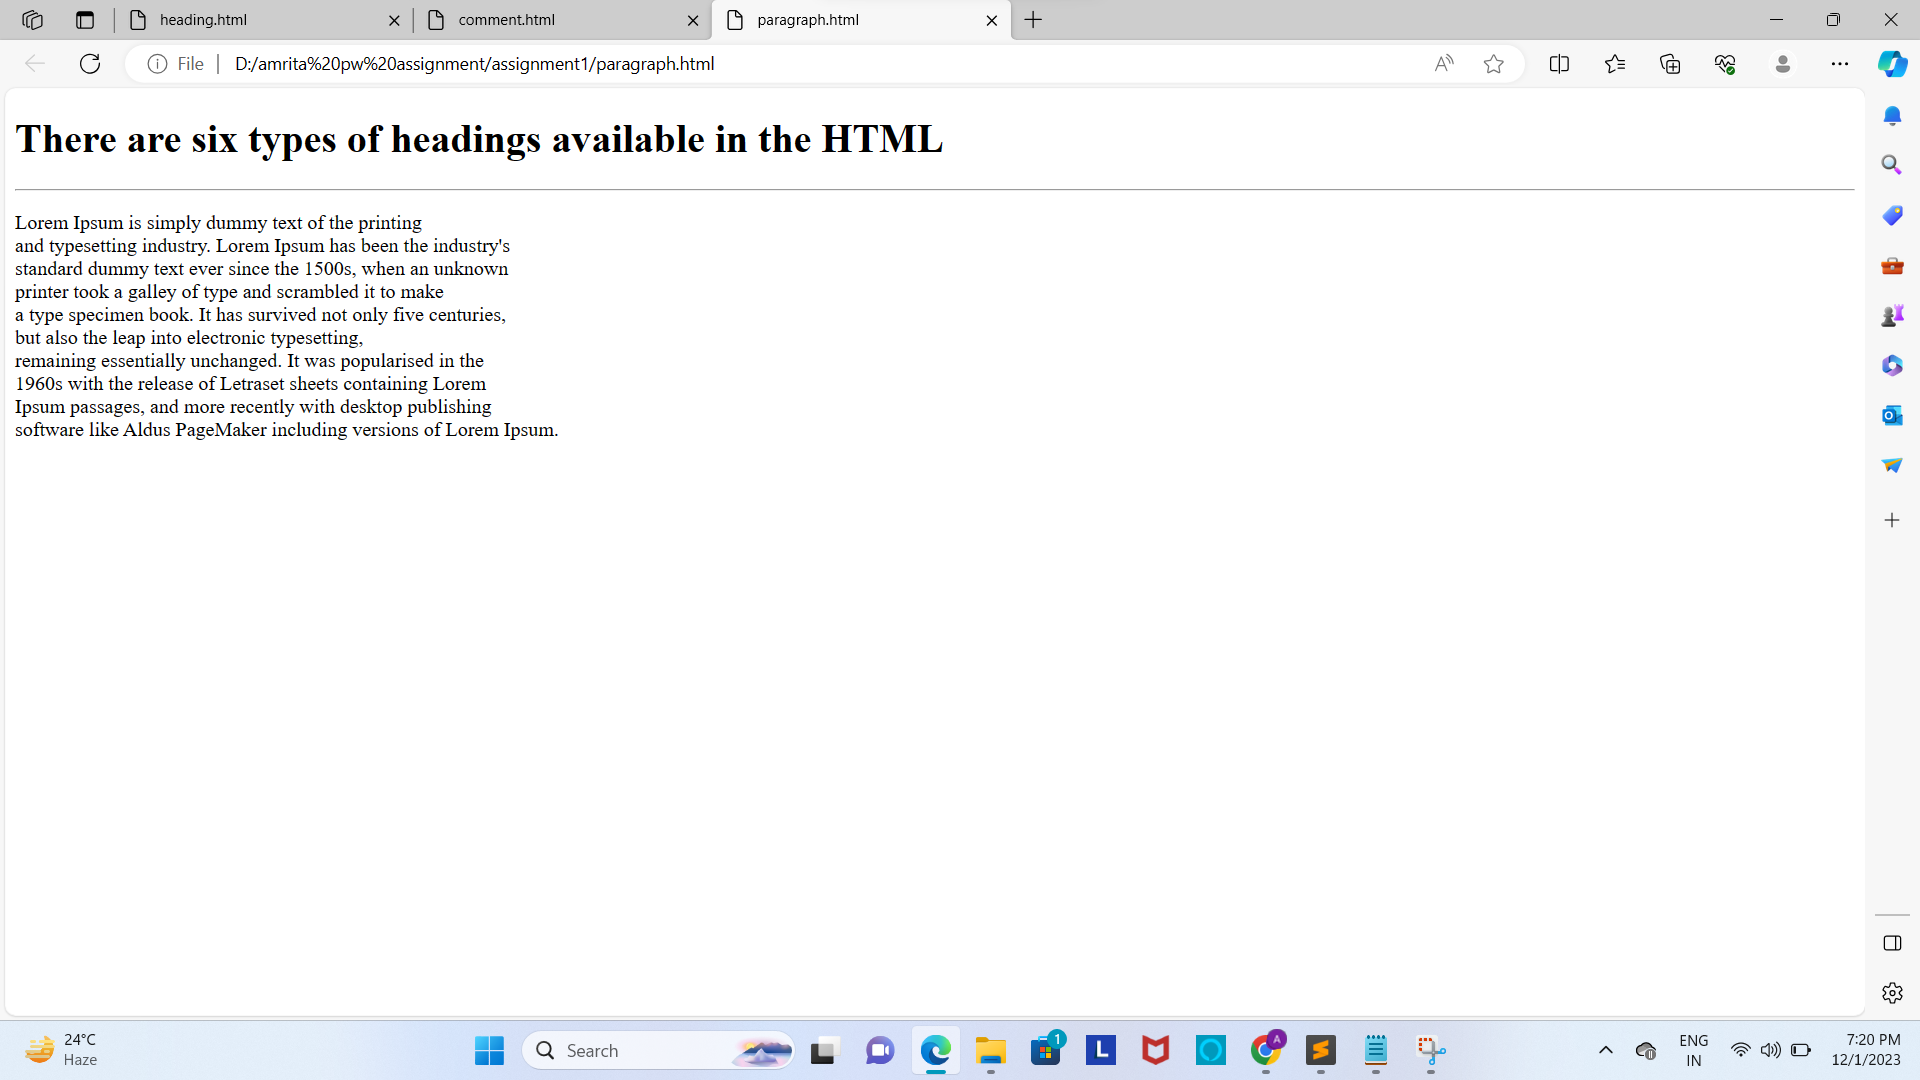 heading.html
comment.html
paragraph.html
File
D:/amrita%20pw%20assignment/assignment1/paragraph.html
There are six types of headings available in the HTML
Lorem Ipsum is simply dummy text of the printing
and typesetting industry. Lorem Ipsum has been the industry's
standard dummy text ever since the 1500s, when an unknown
printer took a galley of type and scrambled it to make
a type specimen book. It has survived not only five centuries,
but also the leap into electronic typesetting,
remaining essentially unchanged. It was popularised in the
1960s with the release of Letraset sheets containing Lorem
Ipsum passages, and more recently with desktop publishing
software like Aldus PageMaker including versions of Lorem Ipsum.
24°C
Haze
Search
1
L
A
ENG
IN
7:20 PM
12/1/2023